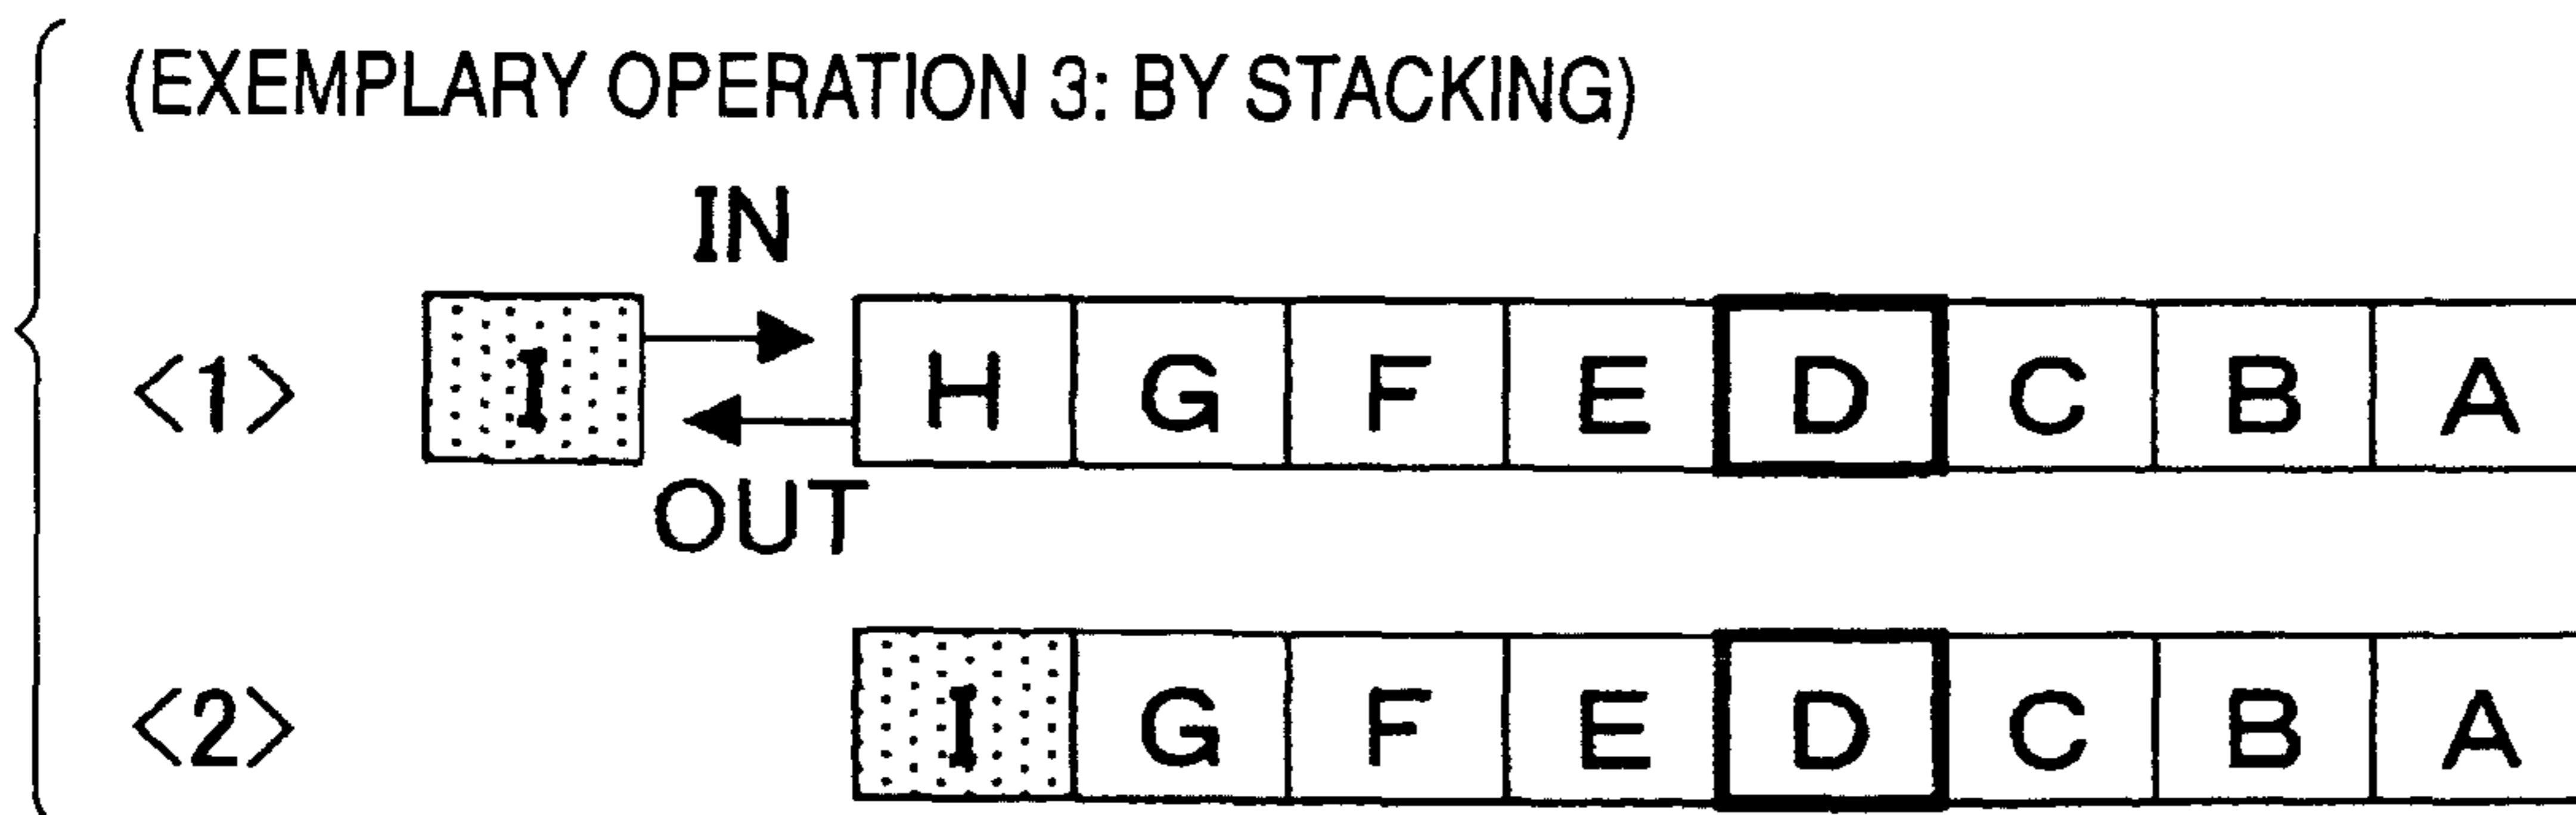 (EXEMPLARY OPERATION 3: BY STACKING)
IN
<1> I H G F E D C B A
OUT
<2> I G F E D C B A